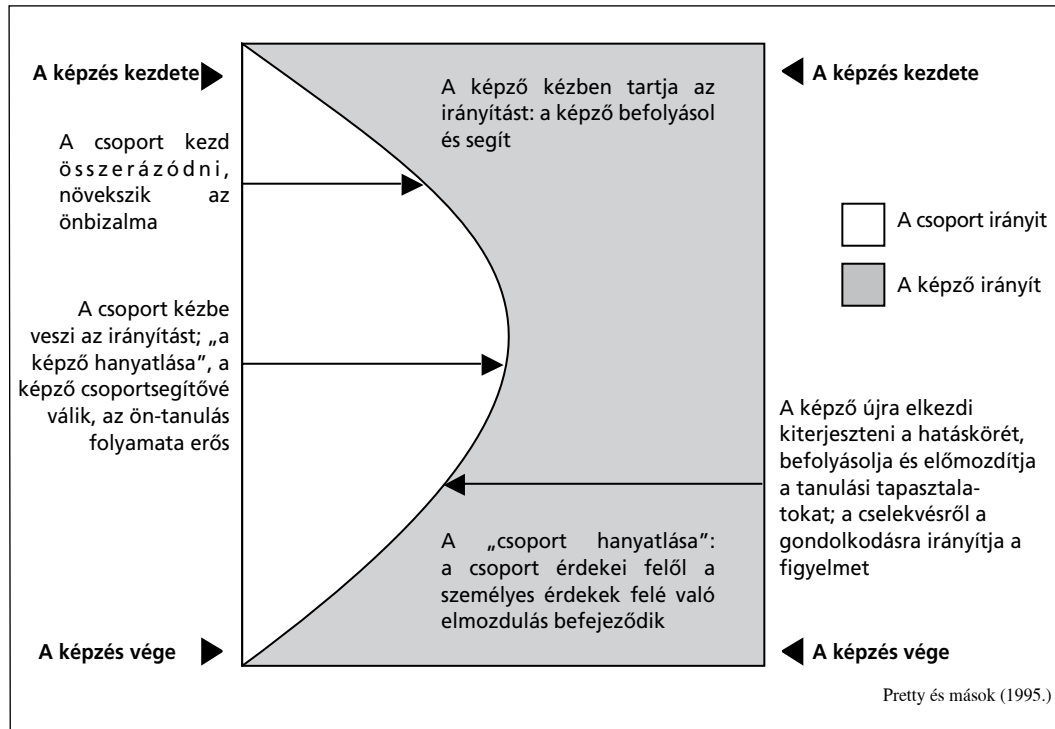 A képzés kezdete
A csoport kezd
összerázódni,
növekszik az
önbizalma
A csoport kézbe
veszi az irányítást; „a
képző hanyatlása”, a
képző csoportsegítővé
válik, az ön-tanulás
folyamata erős
A képzés vége
A képző kézben tartja az
irányítást: a képző befolyásol
és segít
A „csoport hanyatlása”:
a csoport érdekei felől a
személyes érdekek felé való
elmozdulás befejeződik
A képzés kezdete
A csoport irányit
A képző irányít
A képző újra elkezdi
kiterjeszteni a hatáskörét,
befolyásolja és előmozdítja
a tanulási tapasztala-
tokat; a cselekvésről a
gondolkodásra irányítja a
figyelmet
A képzés vége
Pretty és mások (1995.)